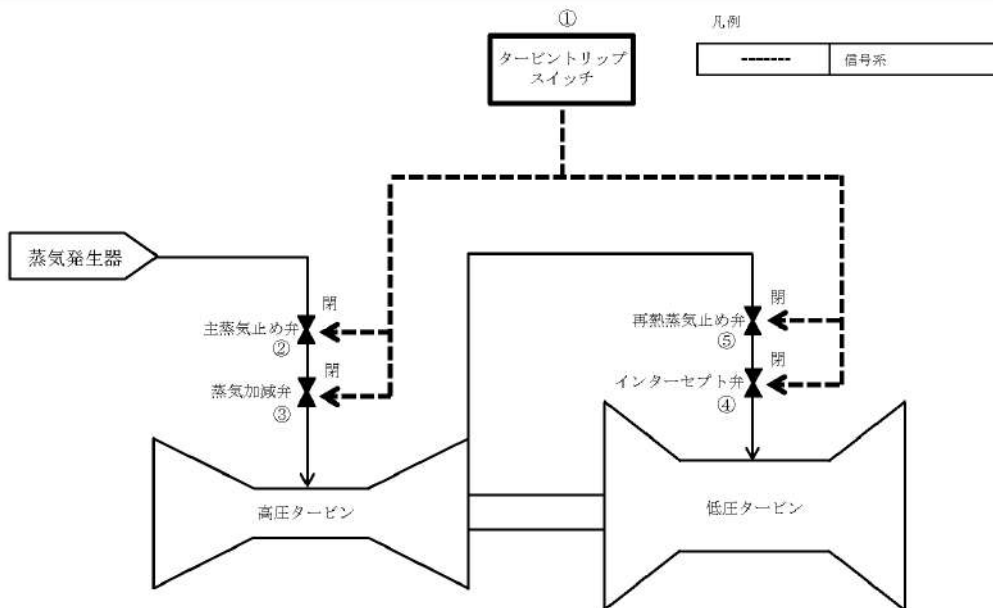 ①
タービントリップ
スイッチ
凡例
信号系
蒸気発生器
閉
主蒸気止め弁
②
閉
蒸気加減弁
③
閉
再熱蒸気止め弁
⑤
閉
インターセプト弁
④
高圧タービン
低圧タービン